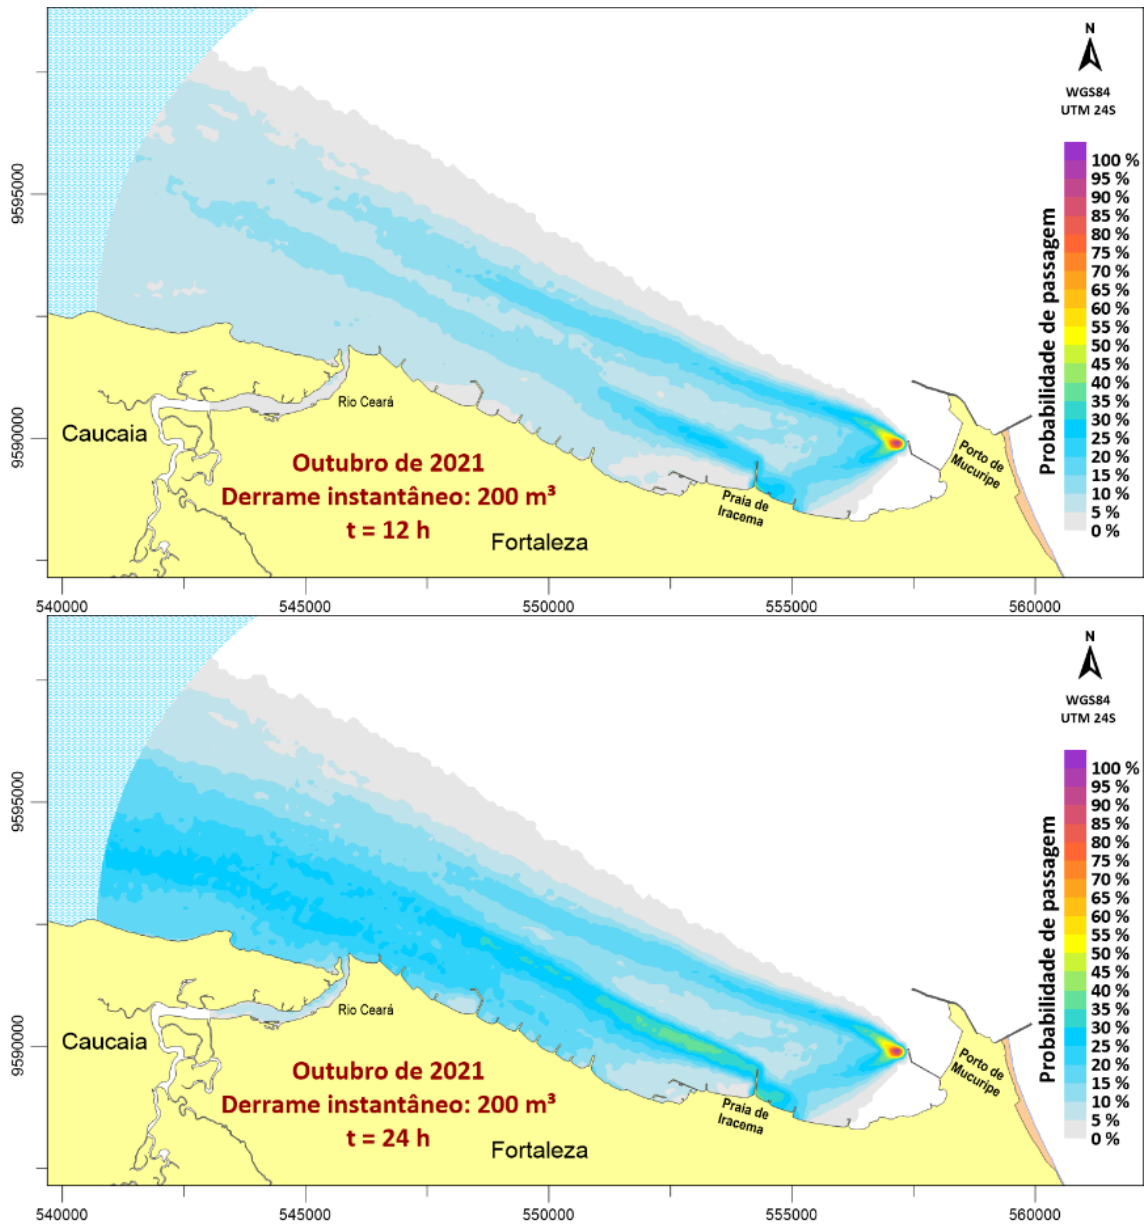 N
WGS84
UTM 24S
Probabilidade de passagem
100 %
95 %
90 %
85 %
80 %
75 %
70 %
65 %
60 %
55 %
50 %
45 %
40 %
35 %
30 %
25 %
20 %
15 %
10 %
5 %
0 %
9595000
9590000
Rio Ceará
Caucaia
Outubro de 2021
Derrame instantâneo: 200 m³
t = 12 h
Praia de
Iracema
Porto de
Mucuripe
Fortaleza
540000
545000
550000
555000
560000
N
WGS84
UTM 24S
Probabilidade de passagem
100 %
95 %
90 %
85 %
80 %
75 %
70 %
65 %
60 %
55 %
50 %
45 %
40 %
35 %
30 %
25 %
20 %
15 %
10 %
5 %
0 %
9595000
9590000
Rio Ceará
Caucaia
Outubro de 2021
Derrame instantâneo: 200 m³
t = 24 h
Praia de
Iracema
Porto de
Mucuripe
Fortaleza
540000
545000
550000
555000
560000